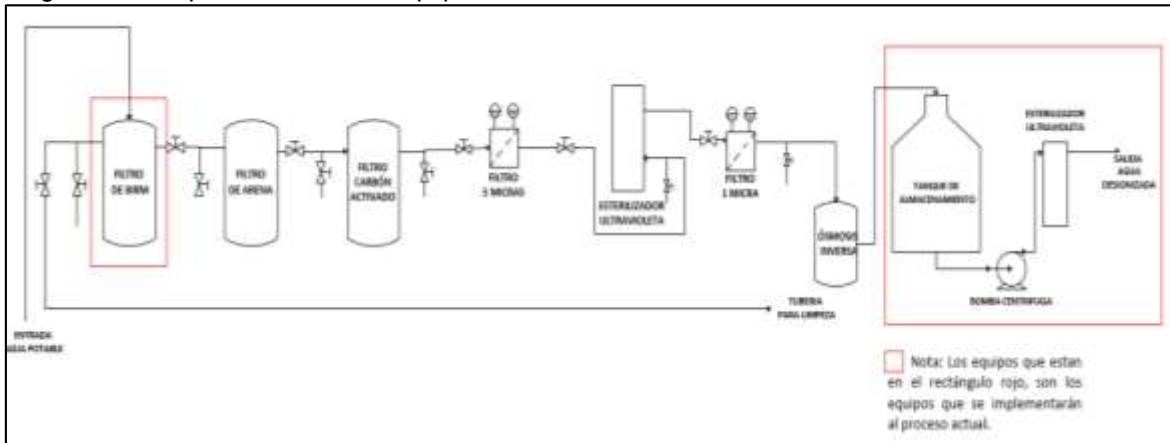 FILTRO
DE BIRM
FILTRO
DE ARENA
FILTRO
CARBÓN
ACTIVADO
FILTRO
5 MICRAS
ESTERILIZADOR
ULTRAVIOLETA
FILTRO
1 MICRA
ÓSMOSIS
INVERSA
TANQUE DE
ALMACENAMIENTO
ESTERILIZADOR
ULTRAVIOLETA
SALIDA
AGUA
DESIONIZADA
BOMBA CENTRIFUGA
TUBERIA
PARA LIMPIEZA
ENTRADA
AGUA POTABLE
Nota: Los equipos que estan
en el rectángulo rojo, son los
equipos que se implementarán
al proceso actual.